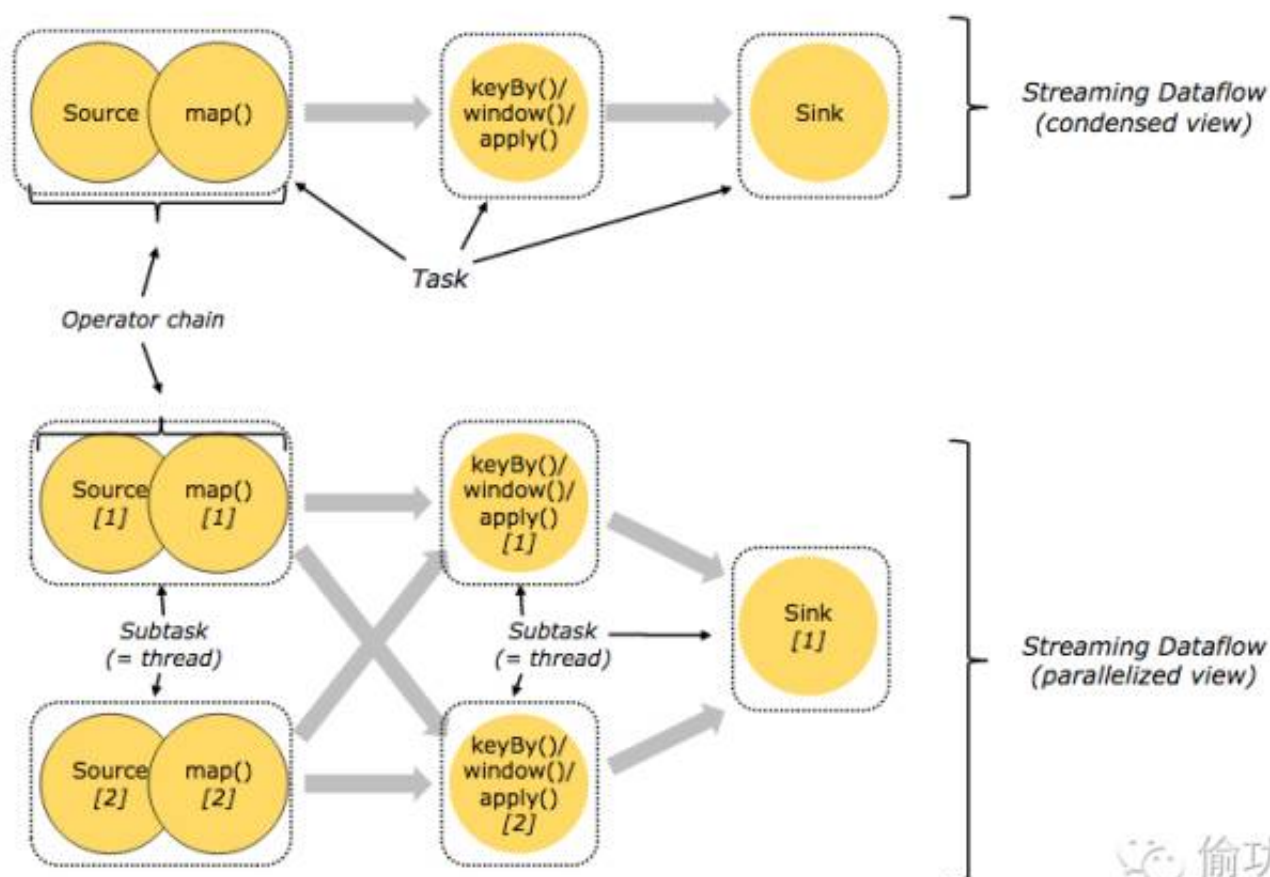 Source
map()
keyBy()/
window()/
apply()
Sink
Streaming Dataflow
(condensed view)
Task
Operator chain
Source
[1]
map()
[1]
keyBy()/
window()/
apply()
[1]
Subtask
(= thread)
Subtask
(= thread)
Sink
[1]
Streaming Dataflow
(parallelized view)
Source
[2]
map()
[2]
keyBy()/
window()/
apply()
[2]
偷功